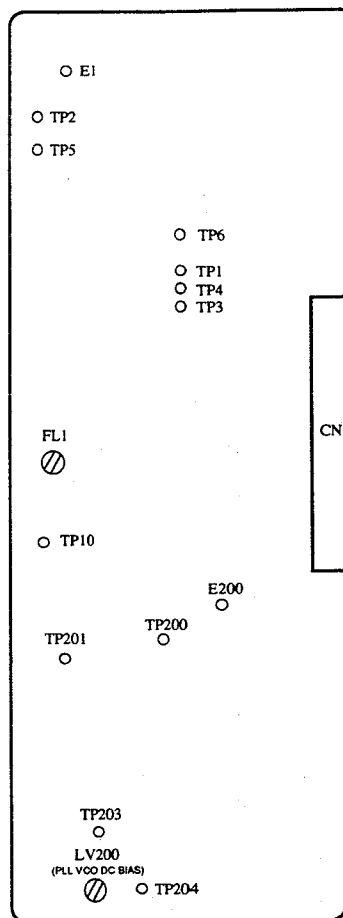 E1
TP2
TP5
TP6
TP1
TP4
TP3
CN
FL1
TP10
E200
TP200
TP201
TP203
LV200
(PLL VCO DC BIAS)
TP204